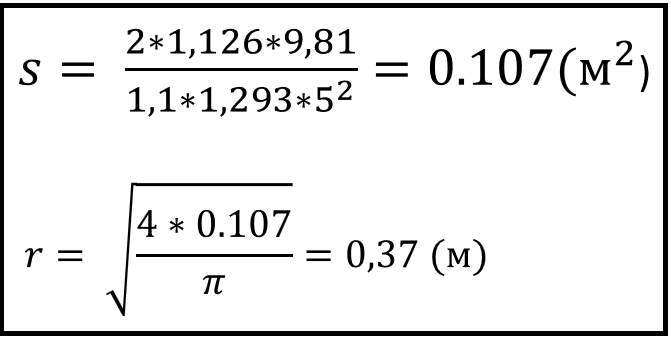 s = (2*1,126*9,81)/(1,1*1,293*5²) = 0.107(м²)
r = √((4 * 0.107)/π) = 0,37 (м)